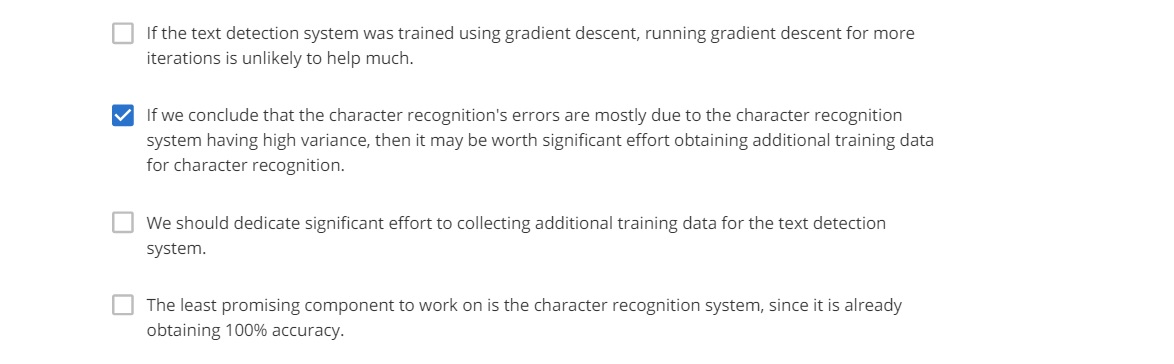 If the text detection system was trained using gradient descent, running gradient descent for more
iterations is unlikely to help much.
If we conclude that the character recognition's errors are mostly due to the character recognition
system having high variance, then it may be worth significant effort obtaining additional training data
for character recognition.
We should dedicate significant effort to collecting additional training data for the text detection
system.
The least promising component to work on is the character recognition system, since it is already
obtaining 100% accuracy.